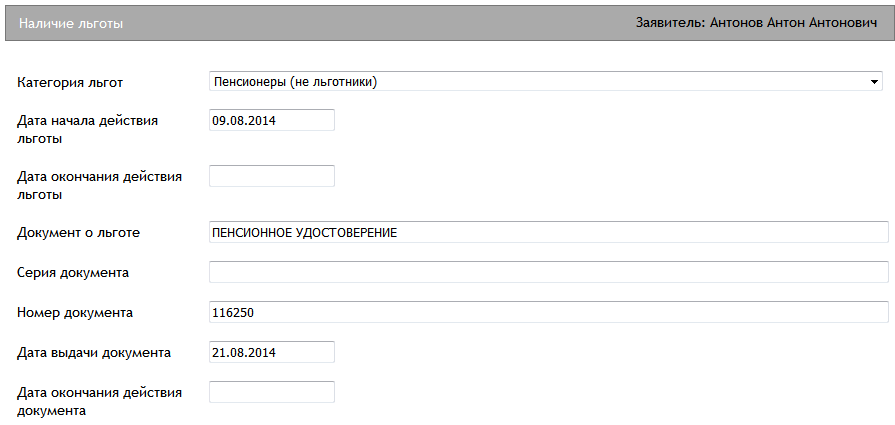 Наличие льготы Заявитель: Антонов Антон Антонович
Категория льгот Пенсионеры (не льготники)
Дата начала действия 09.08.2014
льготы
Дата окончания действия
льготы
Документ о льготе ПЕНСИОННОЕ УДОСТОВЕРЕНИЕ
Серия документа
Номер документа 116250
Дата выдачи документа 21.08.2014
Дата окончания действия
документа